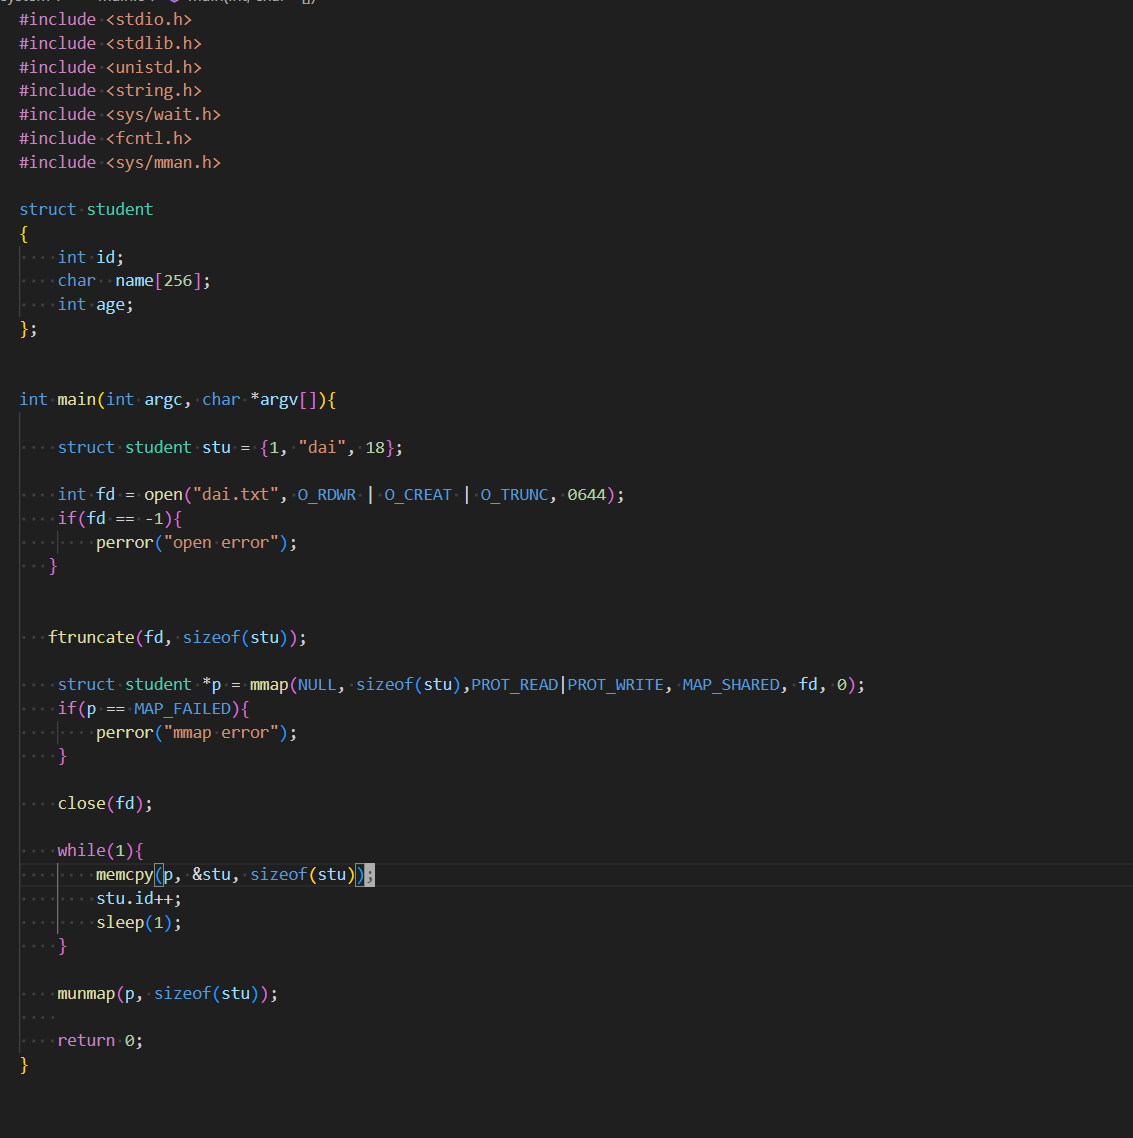 #include <stdio.h>
#include <stdlib.h>
#include <unistd.h>
#include <string.h>
#include <sys/wait.h>
#include <fcntl.h>
#include <sys/mman.h>
struct student
{
    int id;
    char  name[256];
    int age;
};
int main(int argc, char *argv[]){
    struct student stu = {1, "dai", 18};
    int fd = open("dai.txt", O_RDWR | O_CREAT | O_TRUNC, 0644);
    if(fd == -1){
        perror("open error");
   }
   ftruncate(fd, sizeof(stu));
    struct student *p = mmap(NULL, sizeof(stu),PROT_READ|PROT_WRITE, MAP_SHARED, fd, 0);
    if(p == MAP_FAILED){
        perror("mmap error");
    }
    close(fd);
    while(1){
        memcpy(p, &stu, sizeof(stu));
        stu.id++;
        sleep(1);
    }
    munmap(p, sizeof(stu));
    return 0;
}